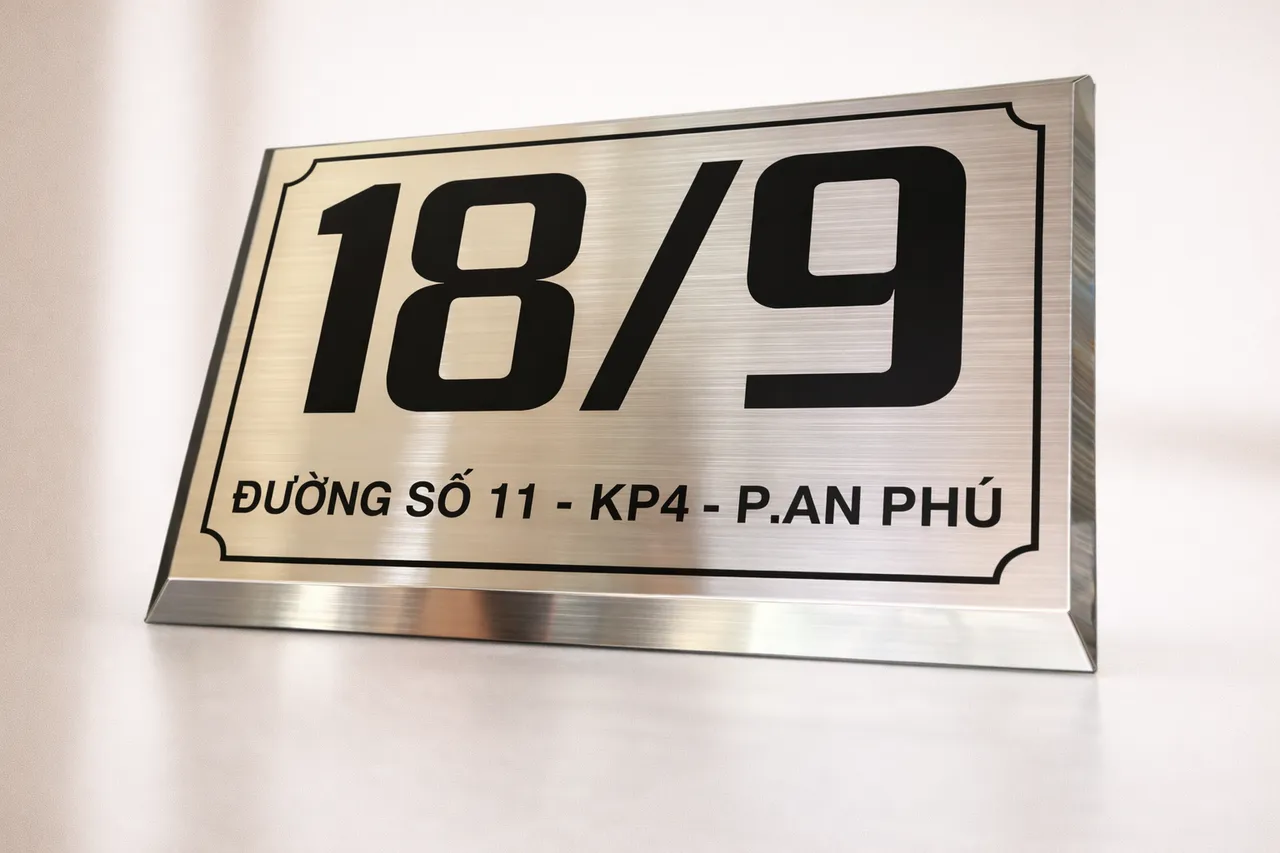 18/9
ĐƯỜNG SỐ 11 - KP4 - P.AN PHÚ